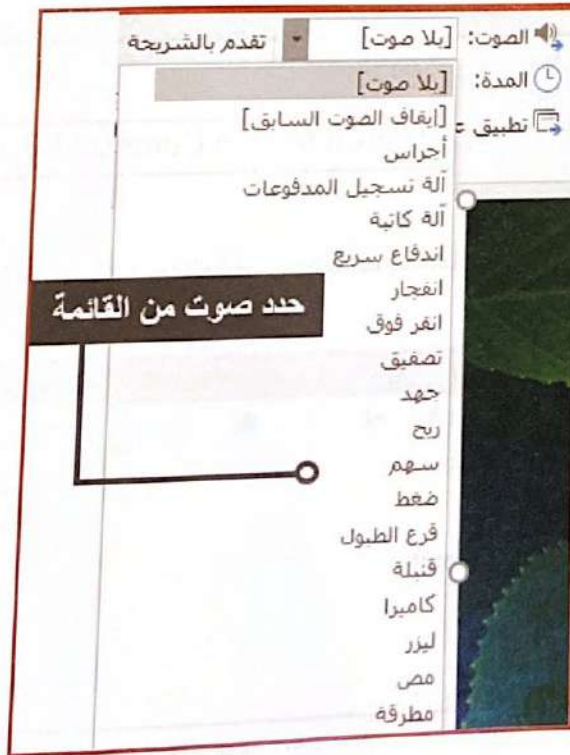 الصوت: [بلا صوت] تقدم بالشريحة
المدة: [بلا صوت]
[إيقاف الصوت السابق]
تطبيق ع
أجراس
آلة تسجيل المدفوعات
آلة كاتبة
اندفاع سريع
انفجار
انقر فوق
حدد صوت من القائمة
تصفيق
جهد
ريح
سهم
ضغط
قرع الطبول
قنبلة
كاميرا
ليزر
مص
مطرقة